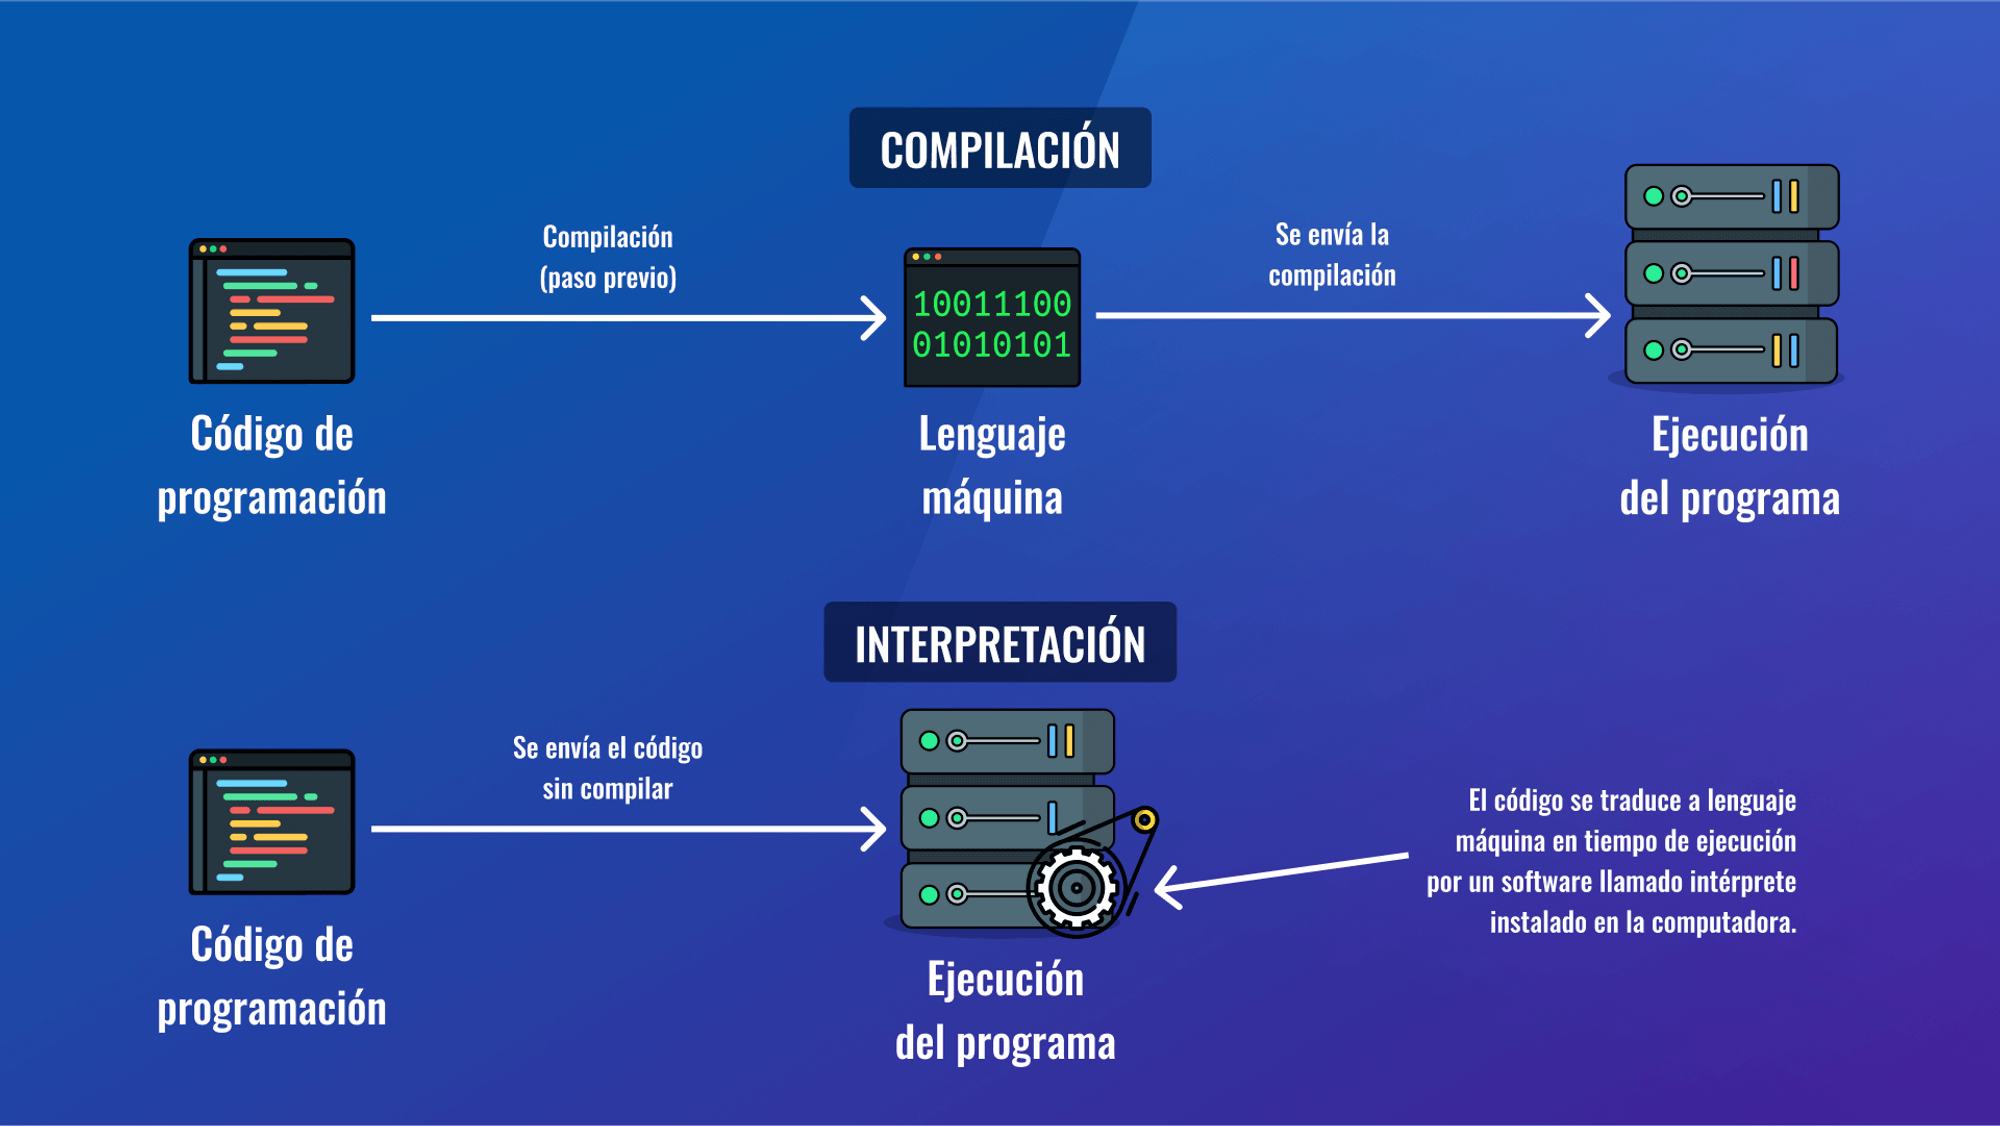 COMPILACIÓN
Compilación
(paso previo)
Se envía la
compilación
10011100
01010101
Código de
programación
Lenguaje
máquina
Ejecución
del programa
INTERPRETACIÓN
Se envía el código
sin compilar
El código se traduce a lenguaje
máquina en tiempo de ejecución
por un software llamado intérprete
instalado en la computadora.
Código de
programación
Ejecución
del programa